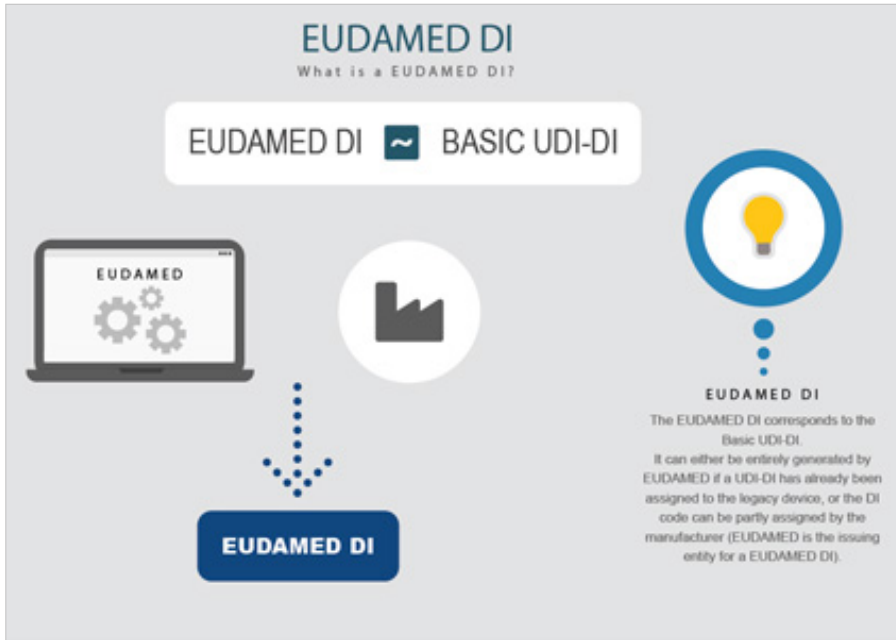 EUDAMED DI
What is a EUDAMED DI?
EUDAMED DI ~ BASIC UDI-DI
EUDAMED
EUDAMED DI
EUDAMED DI
The EUDAMED DI corresponds to the
Basic UDI-DI.
It can either be entirely generated by
EUDAMED if a UDI-DI has already been
assigned to the legacy device, or the DI
code can be partly assigned by the
manufacturer (EUDAMED is the issuing
entity for a EUDAMED DI).